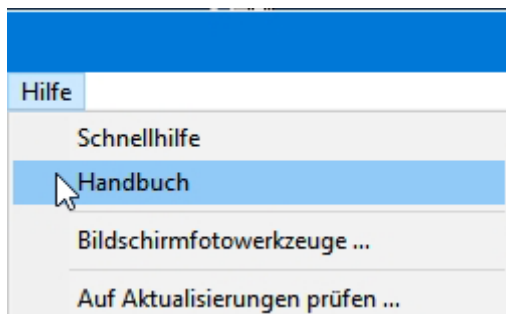 Hilfe
Schnellhilfe
Handbuch
Bildschirmfotowerkzeuge ...
Auf Aktualisierungen prüfen ...